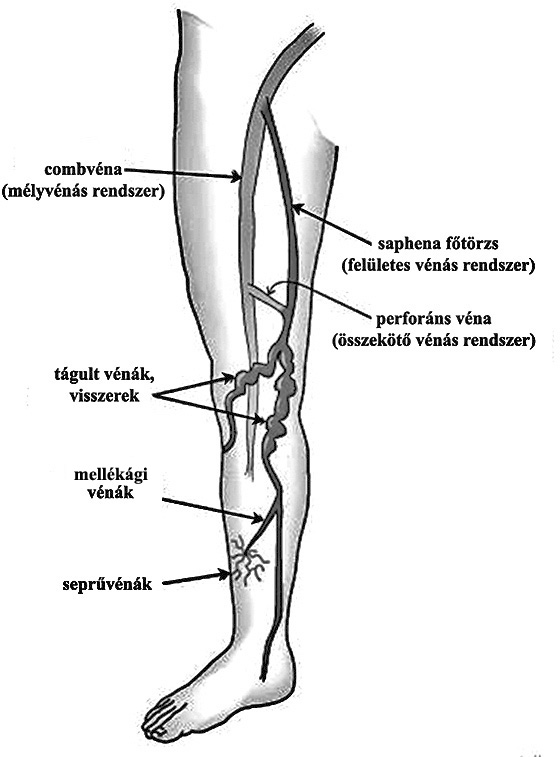 combvéna
(mélyvénás rendszer)
saphena főtörzs
(felületes vénás rendszer)
perforáns véna
(összekötő vénás rendszer)
tágult vénák,
visszerek
mellékági
vénák
seprűvénák